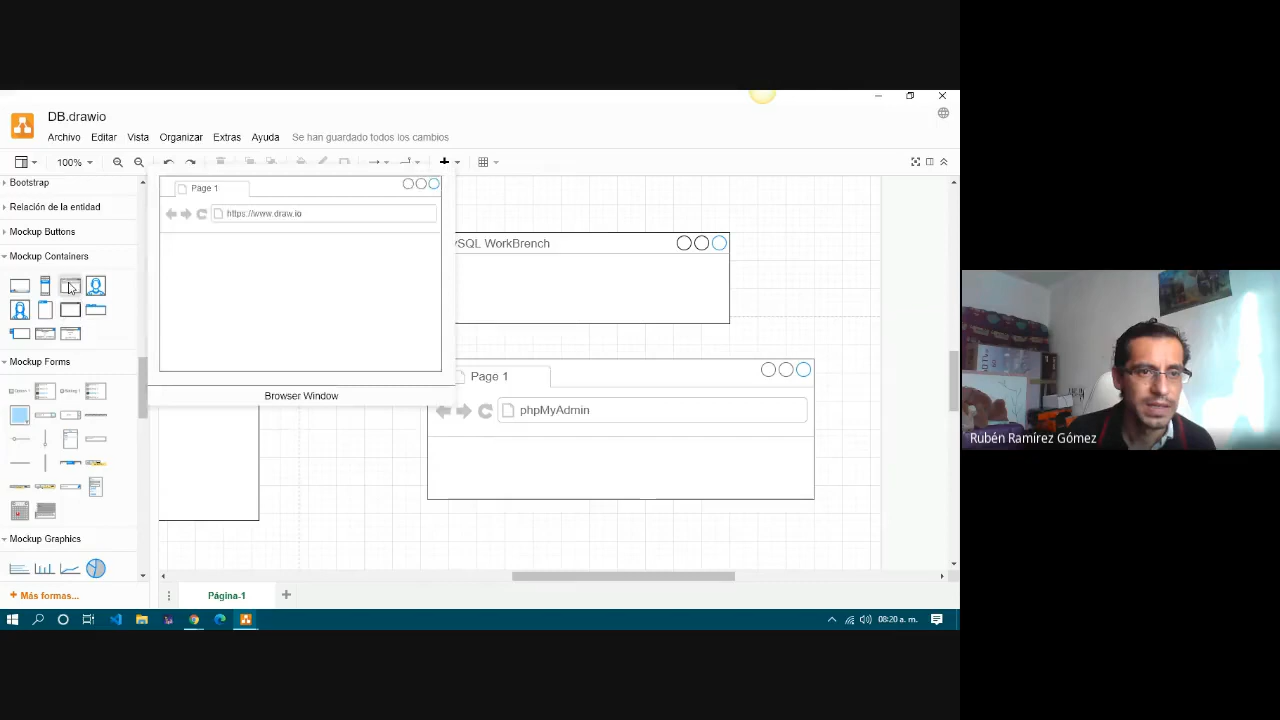 DB.drawio
Archivo Editar Vista Organizar Extras Ayuda Se han guardado todos los cambios
100%
Bootstrap
Relación de la entidad
Mockup Buttons
Mockup Containers
Mockup Forms
Mockup Graphics
+ Más formas...
Page 1
https://www.draw.io
Browser Window
ySQL WorkBrench
Page 1
phpMyAdmin
Página-1
08:20 a. m.
Rubén Ramírez Gómez